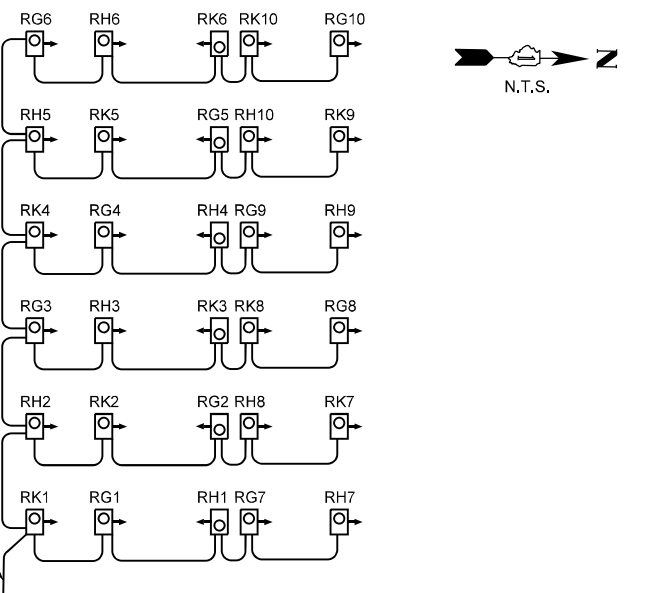 RG6 RH6 RK6 RK10 RG10
N
N.T.S.
RH5 RK5 RG5 RH10 RK9
RK4 RG4 RH4 RG9 RH9
RG3 RH3 RK3 RK8 RG8
RH2 RK2 RG2 RH8 RK7
RK1 RG1 RH1 RG7 RH7